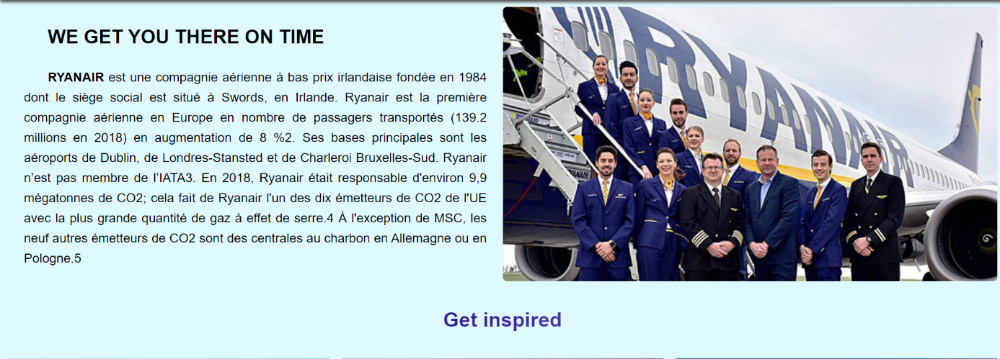 WE GET YOU THERE ON TIME
RYANAIR est une compagnie aérienne à bas prix irlandaise fondée en 1984
dont le siège social est situé à Swords, en Irlande. Ryanair est la première
compagnie aérienne en Europe en nombre de passagers transportés (139.2
millions en 2018) en augmentation de 8 %2. Ses bases principales sont les
aéroports de Dublin, de Londres-Stansted et de Charleroi Bruxelles-Sud. Ryanair
n’est pas membre de l’IATA3. En 2018, Ryanair était responsable d'environ 9,9
mégatonnes de CO2; cela fait de Ryanair l'un des dix émetteurs de CO2 de l'UE
avec la plus grande quantité de gaz à effet de serre.4 À l'exception de MSC, les
neuf autres émetteurs de CO2 sont des centrales au charbon en Allemagne ou en
Pologne.5
RYANAIR
RYANAIR
Get inspired